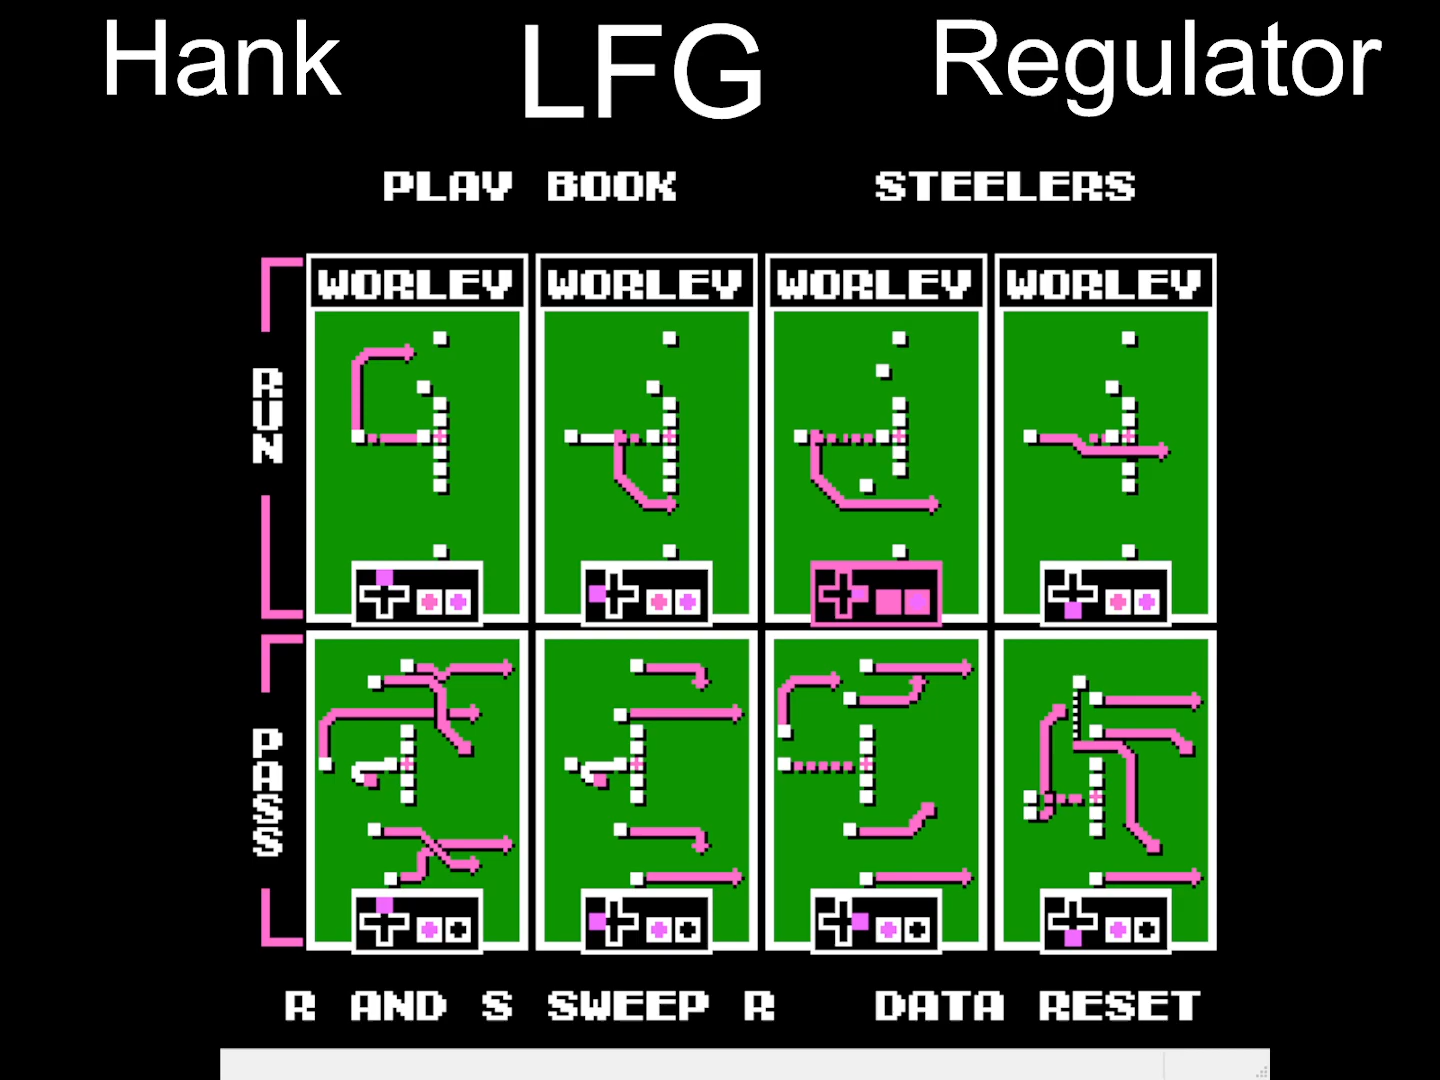 Hank LFG Regulator
PLAY BOOK STEELERS
WORLEY WORLEY WORLEY WORLEY
RUN
PASS
R AND S SWEEP R DATA RESET